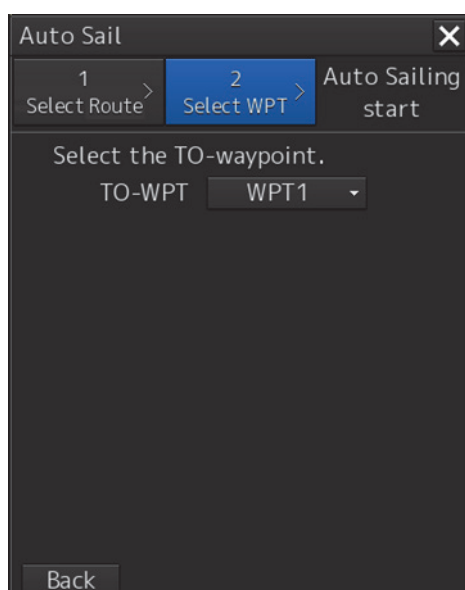 Auto Sail
1
Select Route
2
Select WPT
Auto Sailing
start
Select the TO-waypoint.
TO-WPT WPT1
Back